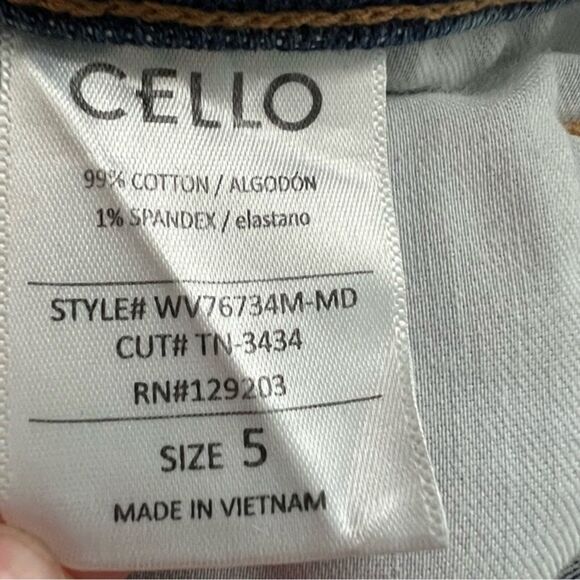 CELLO
99% COTTON / ALGODÓN
1% SPANDEX / elastano
STYLE# WV76734M-MD
CUT# TN-3434
RN#129203
SIZE 5
MADE IN VIETNAM